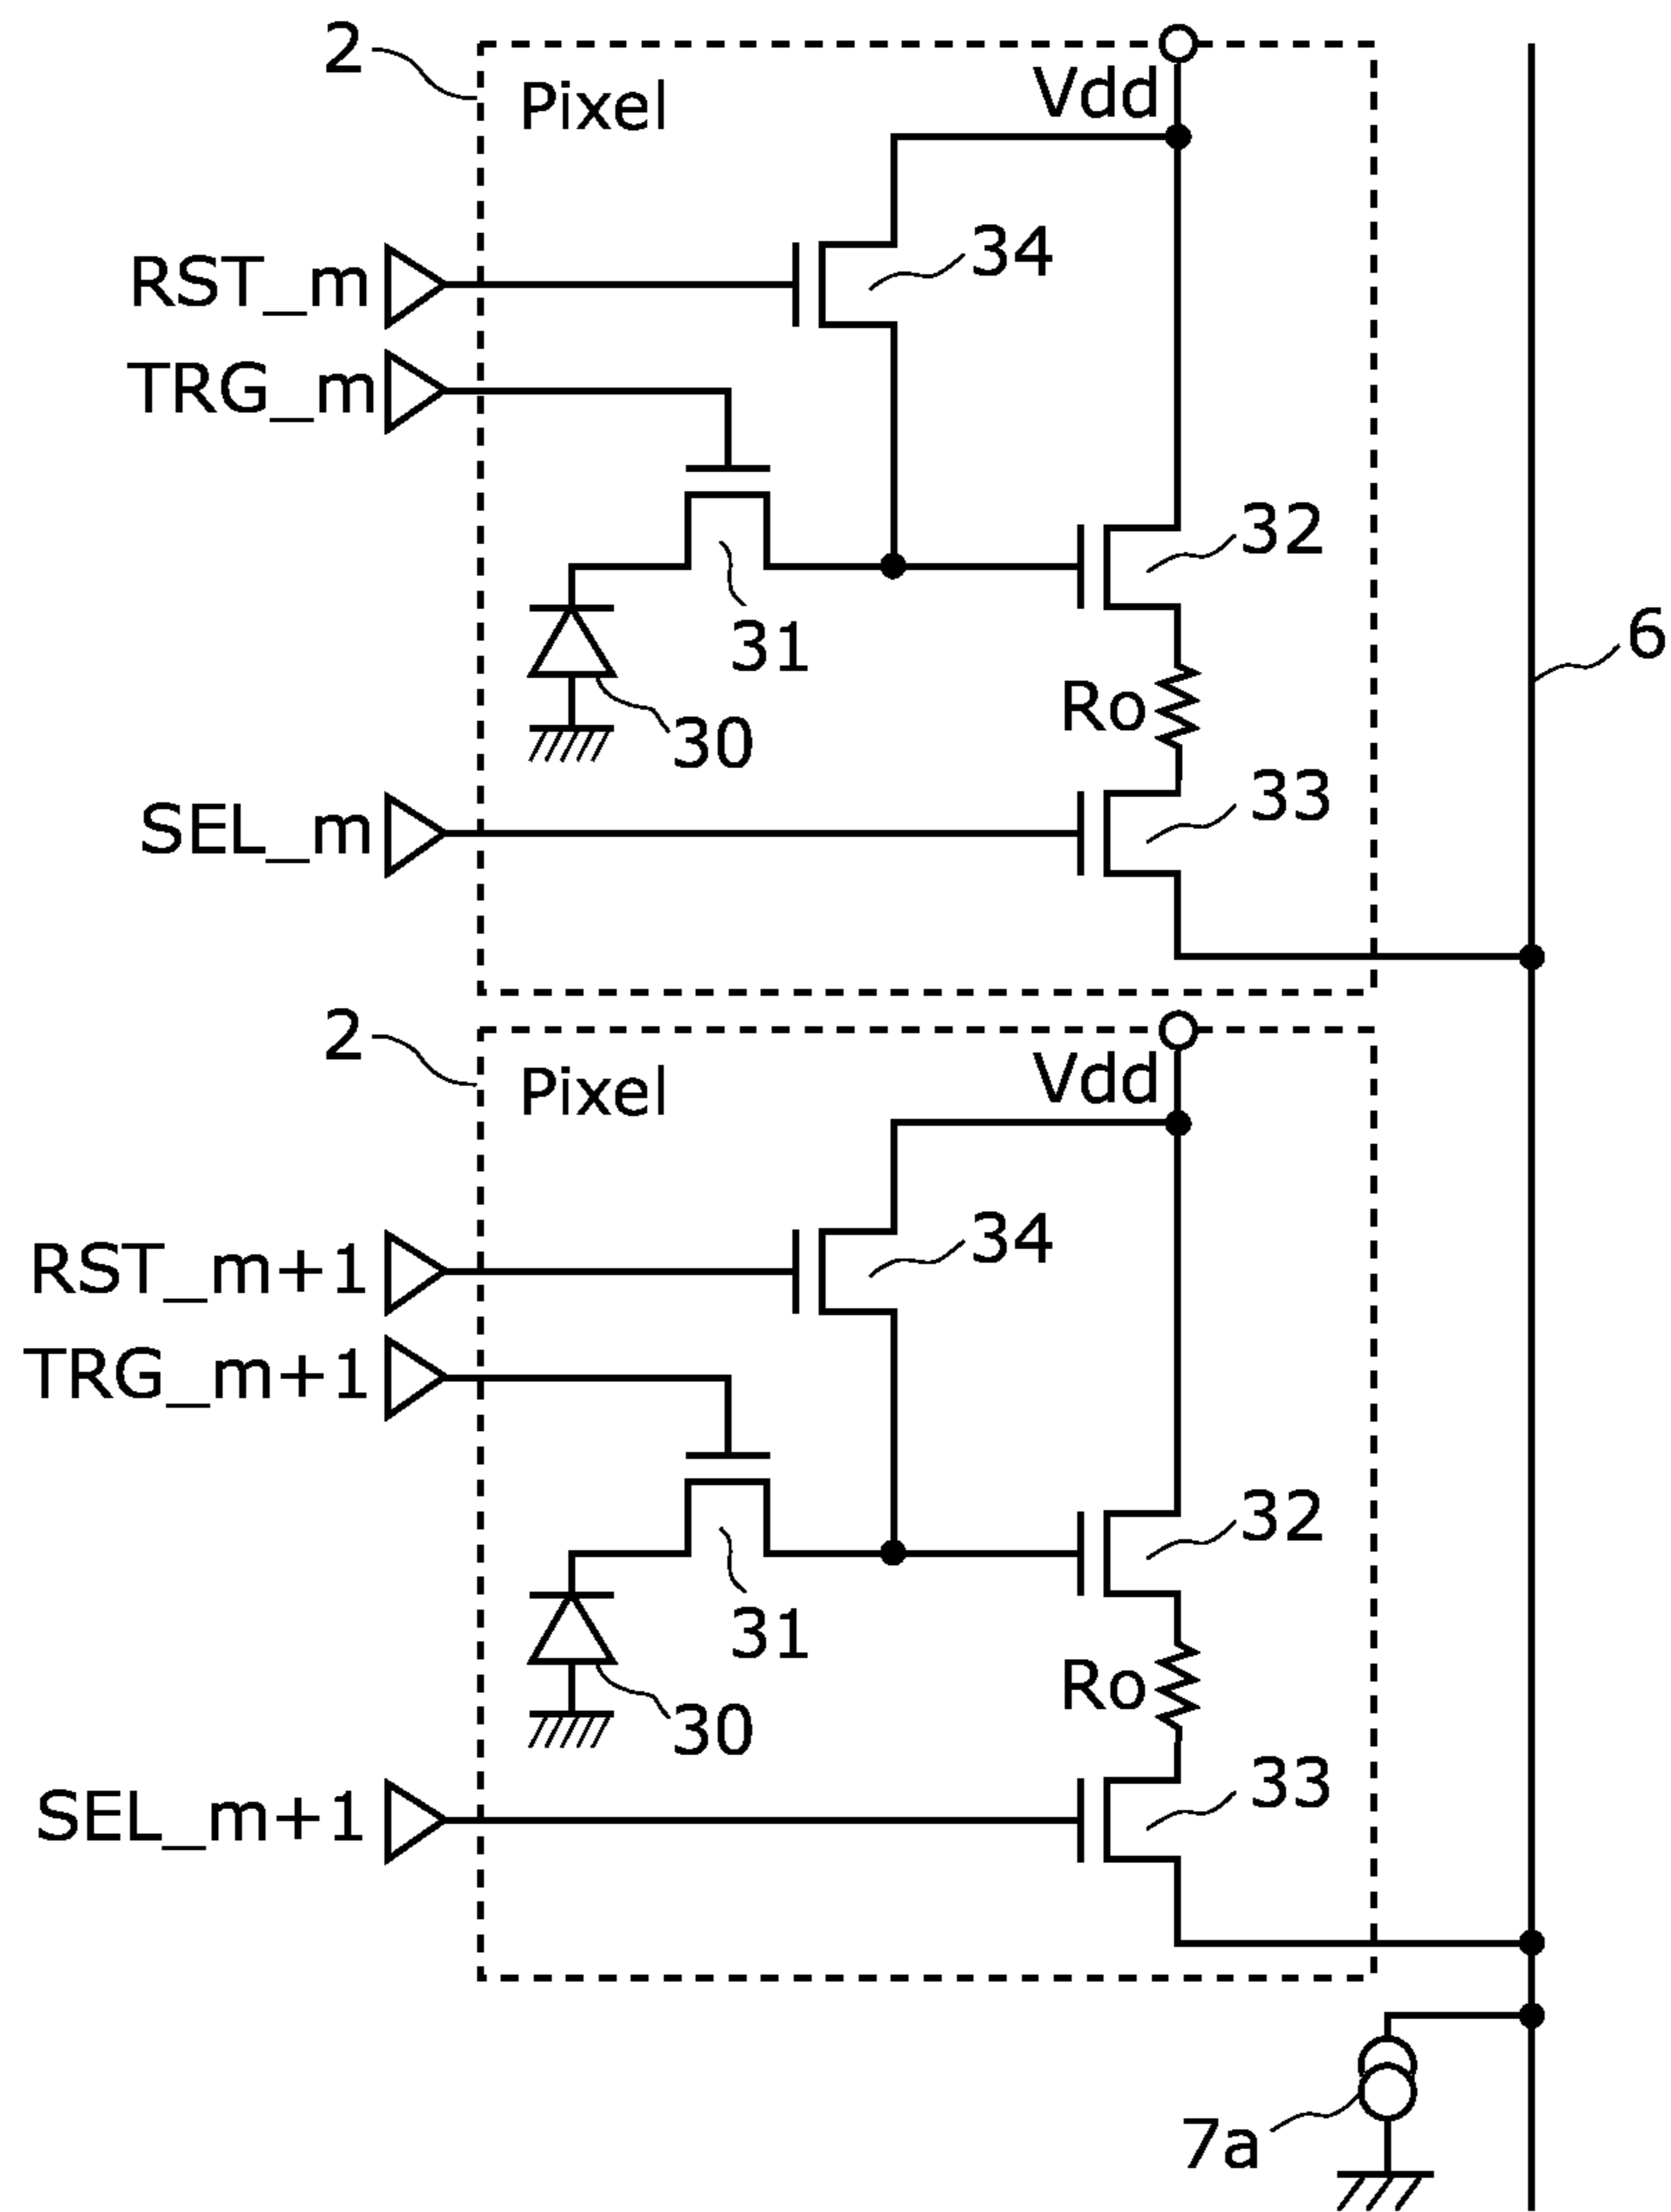 2
Pixel
Vdd
RST_m
34
TRG_m
32
31
6
Ro
30
SEL_m
33
2
Pixel
Vdd
RST_m+1
34
TRG_m+1
32
31
Ro
30
SEL_m+1
33
7a